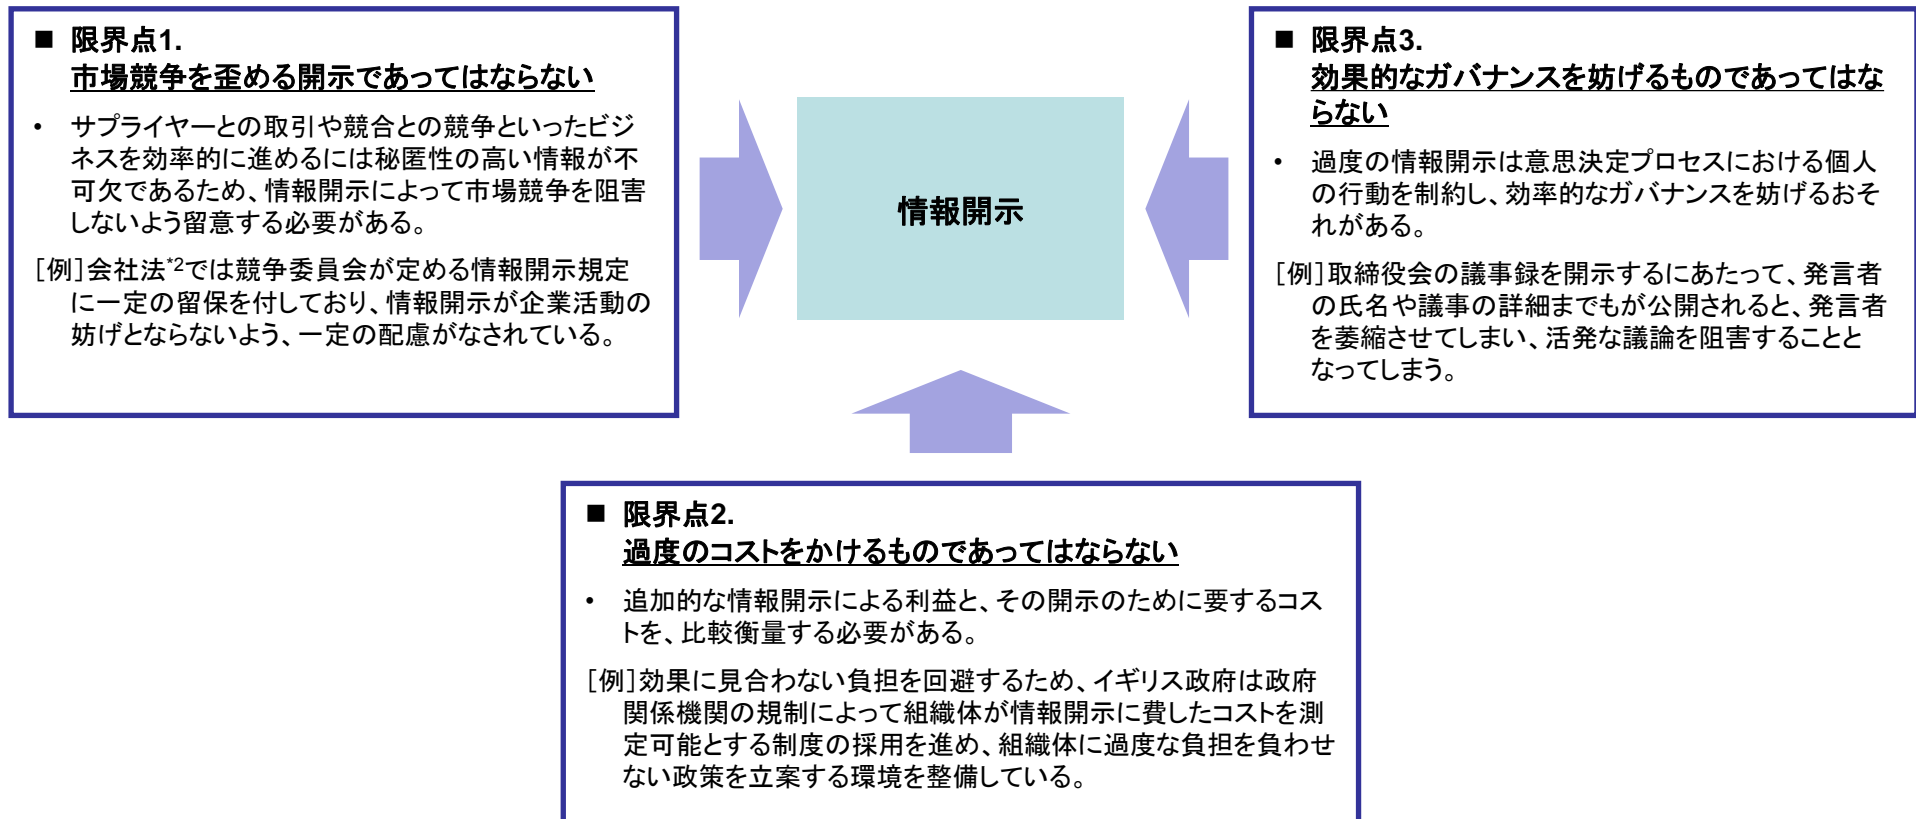 ■ 限界点1.
市場競争を歪める開示であってはならない
• サプライヤーとの取引や競合との競争といったビジ
ネスを効率的に進めるには秘匿性の高い情報が不
可欠であるため、情報開示によって市場競争を阻害
しないよう留意する必要がある。
［例］会社法*2では競争委員会が定める情報開示規定
に一定の留保を付しており、情報開示が企業活動の
妨げとならないよう、一定の配慮がなされている。
情報開示
■ 限界点3.
効果的なガバナンスを妨げるものであってはな
らない
• 過度の情報開示は意思決定プロセスにおける個人
の行動を制約し、効率的なガバナンスを妨げるおそ
れがある。
［例］取締役会の議事録を開示するにあたって、発言者
の氏名や議事の詳細までもが公開されると、発言者
を萎縮させてしまい、活発な議論を阻害することと
なってしまう。
■ 限界点2.
過度のコストをかけるものであってはならない
• 追加的な情報開示による利益と、その開示のために要するコス
トを、比較衡量する必要がある。
［例］効果に見合わない負担を回避するため、イギリス政府は政府
関係機関の規制によって組織体が情報開示に費したコストを測
定可能とする制度の採用を進め、組織体に過度な負担を負わせ
ない政策を立案する環境を整備している。